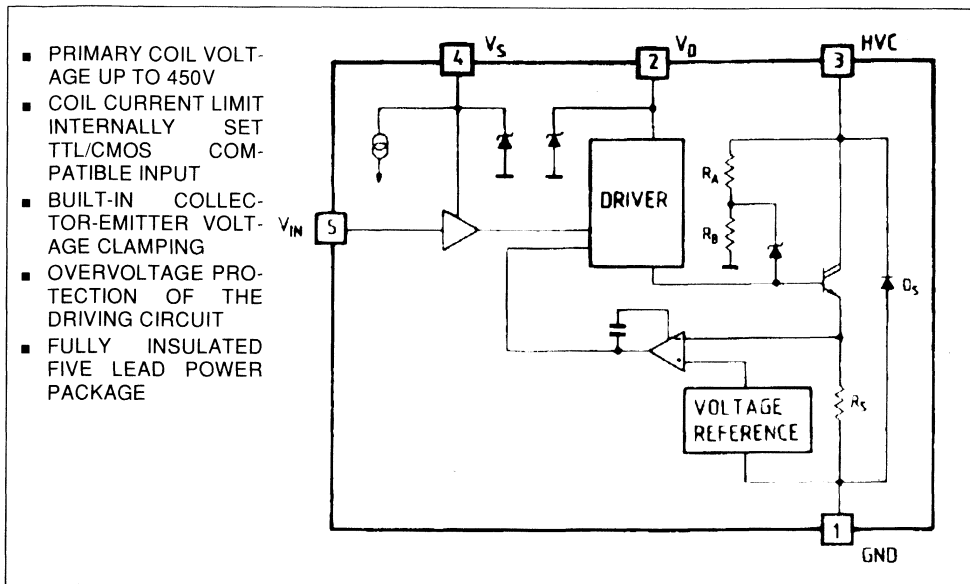 ■ PRIMARY COIL VOLT-
AGE UP TO 450V
■ COIL CURRENT LIMIT
INTERNALLY SET
TTL/CMOS COM-
PATIBLE INPUT
■ BUILT-IN COLLEC-
TOR-EMITTER VOLT-
AGE CLAMPING
■ OVERVOLTAGE PRO-
TECTION OF THE
DRIVING CIRCUIT
■ FULLY INSULATED
FIVE LEAD POWER
PACKAGE
4 VS
2 VD
3 HVC
RA
DRIVER
RB
VIN 5
DS
VOLTAGE
REFERENCE
RS
1
GND